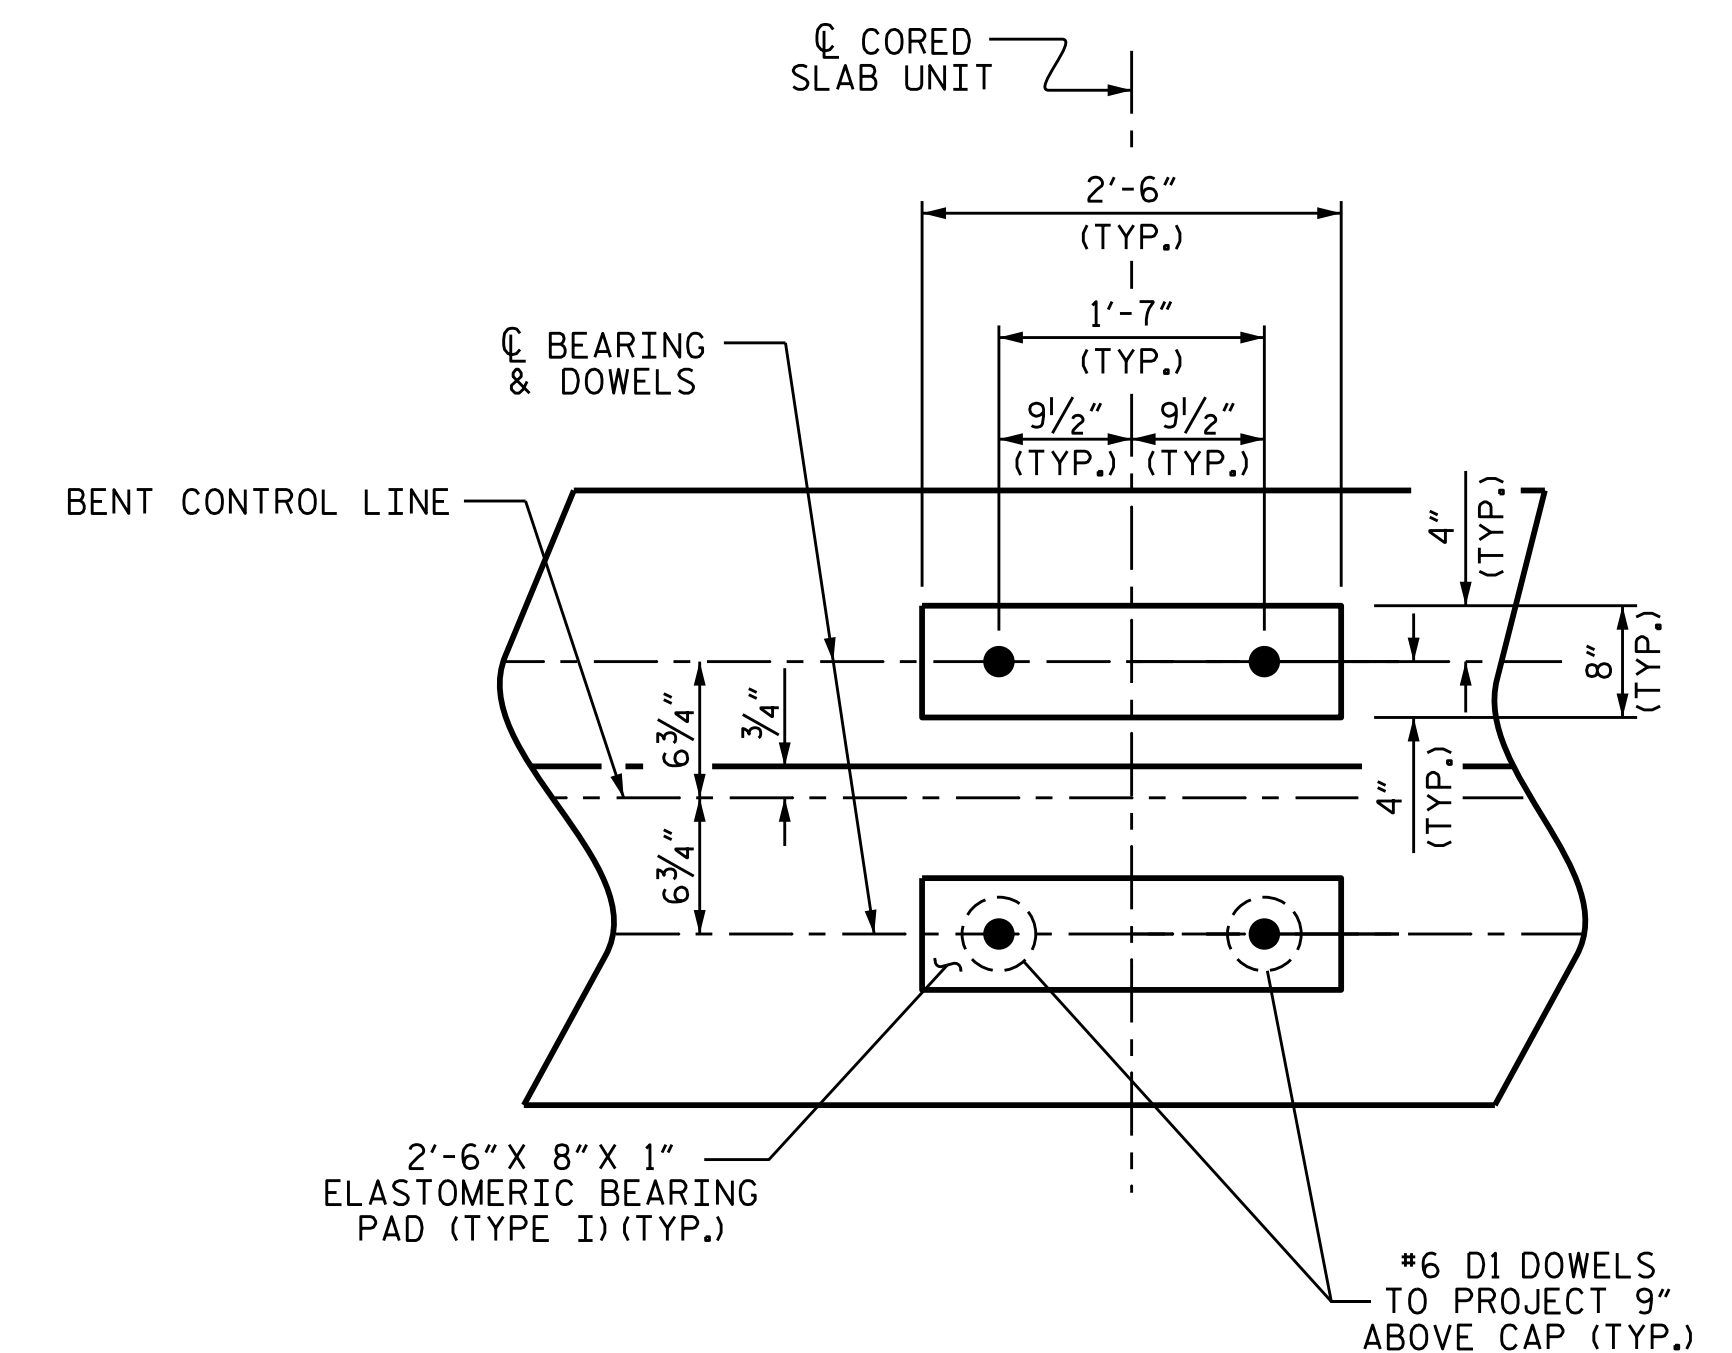 ℄ CORED
SLAB UNIT
2'-6"
(TYP.)
1'-7"
(TYP.)
℄ BEARING
& DOWELS
9½" 9½"
(TYP.) (TYP.)
BENT CONTROL LINE
4"
(TYP.)
8"
(TYP.)
6¾"
¾"
4"
(TYP.)
6¾"
2'-6" X 8" X 1"
ELASTOMERIC BEARING
PAD (TYPE I)(TYP.)
#6 D1 DOWELS
TO PROJECT 9"
ABOVE CAP (TYP.)